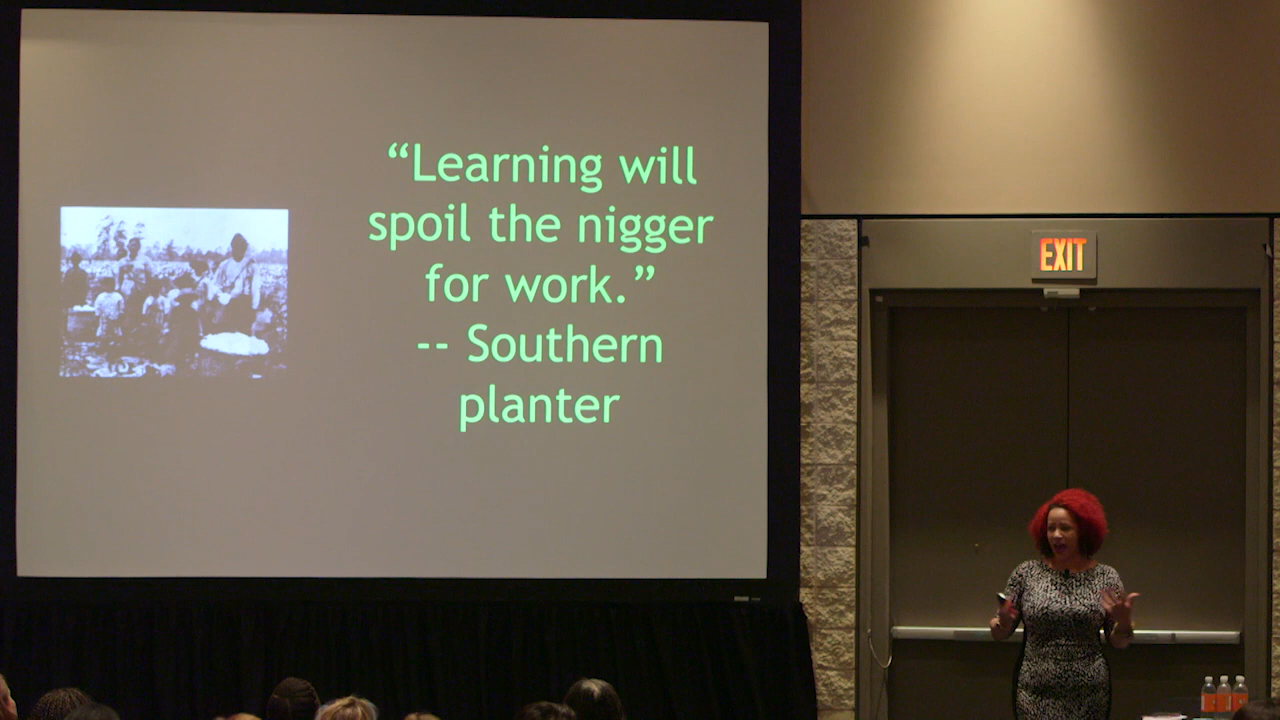 “Learning will
spoil the nigger
for work.”
-- Southern
planter
EXIT